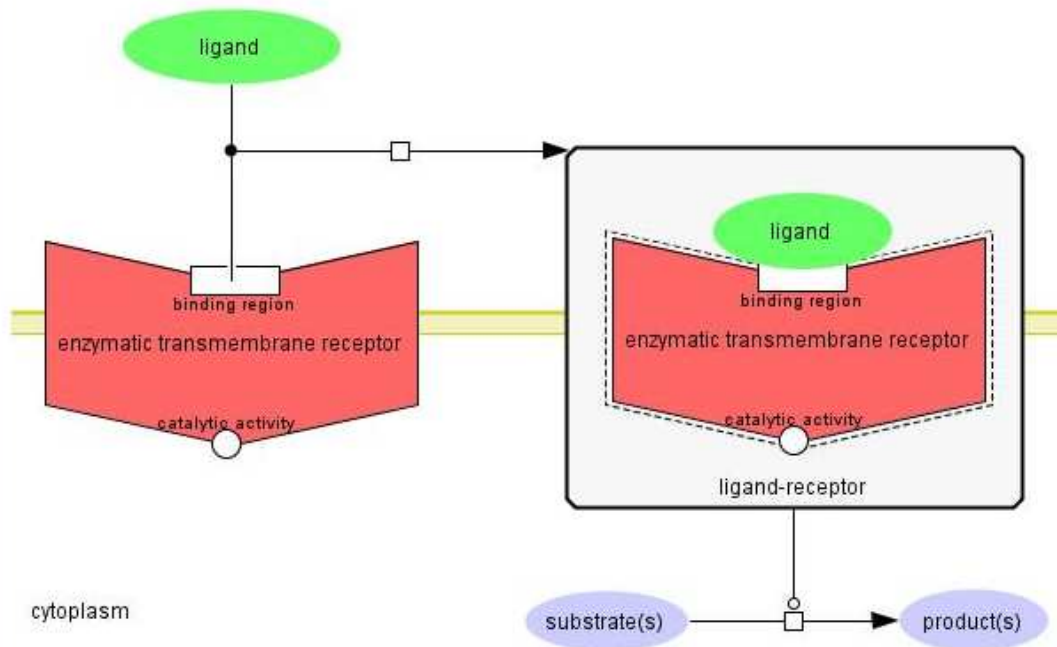 ligand
binding region
enzymatic transmembrane receptor
catalytic activity
ligand
binding region
enzymatic transmembrane receptor
catalytic activity
ligand-receptor
cytoplasm
substrate(s)
product(s)